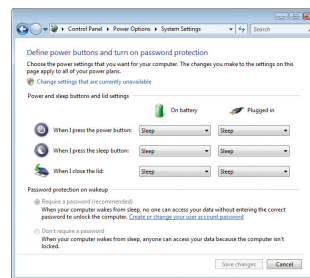 Control Panel ▸ Power Options ▸ System Settings
Search
Define power buttons and turn on password protection
Choose the power settings that you want for your computer. The changes you make to the settings on this
page apply to all of your power plans.
Change settings that are currently unavailable
Power and sleep buttons and lid settings
On battery Plugged in
When I press the power button: Sleep Sleep
When I press the sleep button: Sleep Sleep
When I close the lid: Sleep Sleep
Password protection on wakeup
Require a password (recommended)
When your computer wakes from sleep, no one can access your data without entering the correct
password to unlock the computer. Create or change your user account password
Don't require a password
When your computer wakes from sleep, anyone can access your data because the computer isn't
locked.
Save changes Cancel